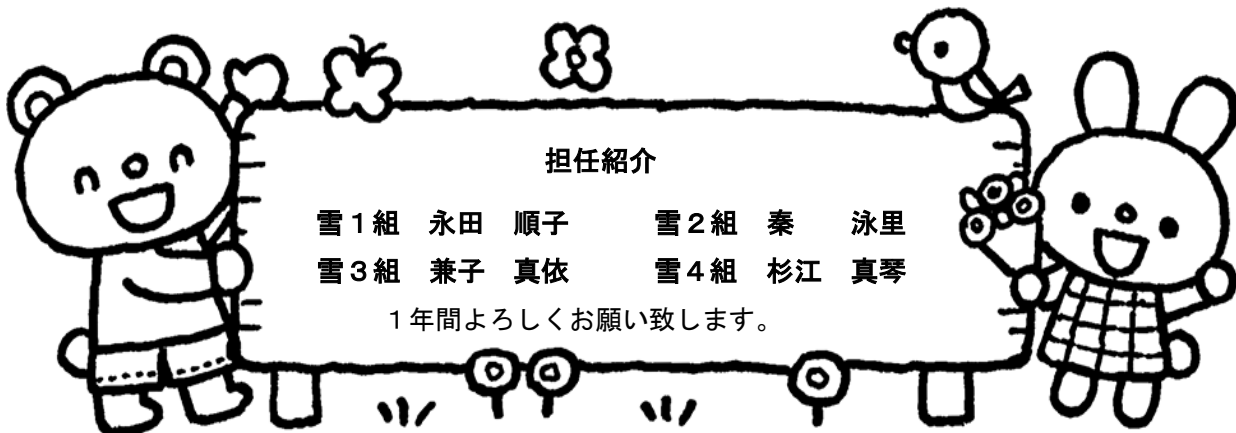 担任紹介
雪1組　永田　順子　　　雪2組　秦　　泳里
雪3組　兼子　真依　　　雪4組　杉江　真琴
1年間よろしくお願い致します。